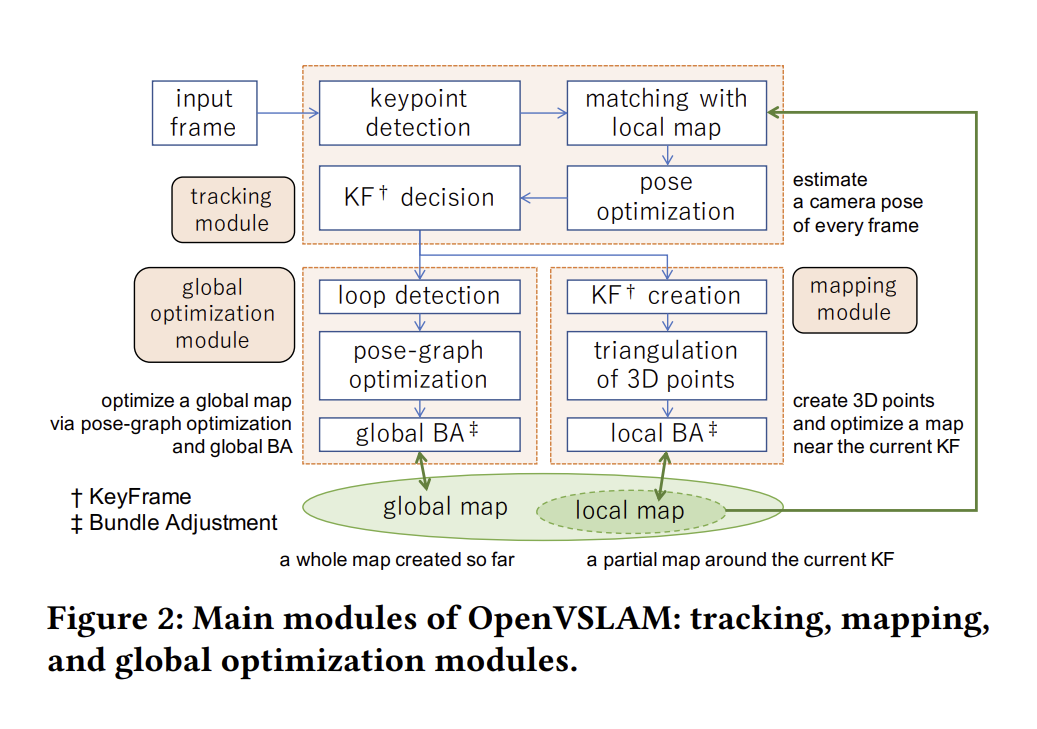 input
frame
keypoint
detection
matching with
local map
tracking
module
KF† decision
pose
optimization
estimate
a camera pose
of every frame
global
optimization
module
loop detection
pose-graph
optimization
global BA‡
KF† creation
triangulation
of 3D points
local BA‡
mapping
module
optimize a global map
via pose-graph optimization
and global BA
create 3D points
and optimize a map
near the current KF
† KeyFrame
‡ Bundle Adjustment
global map
local map
a whole map created so far
a partial map around the current KF
Figure 2: Main modules of OpenVSLAM: tracking, mapping,
and global optimization modules.